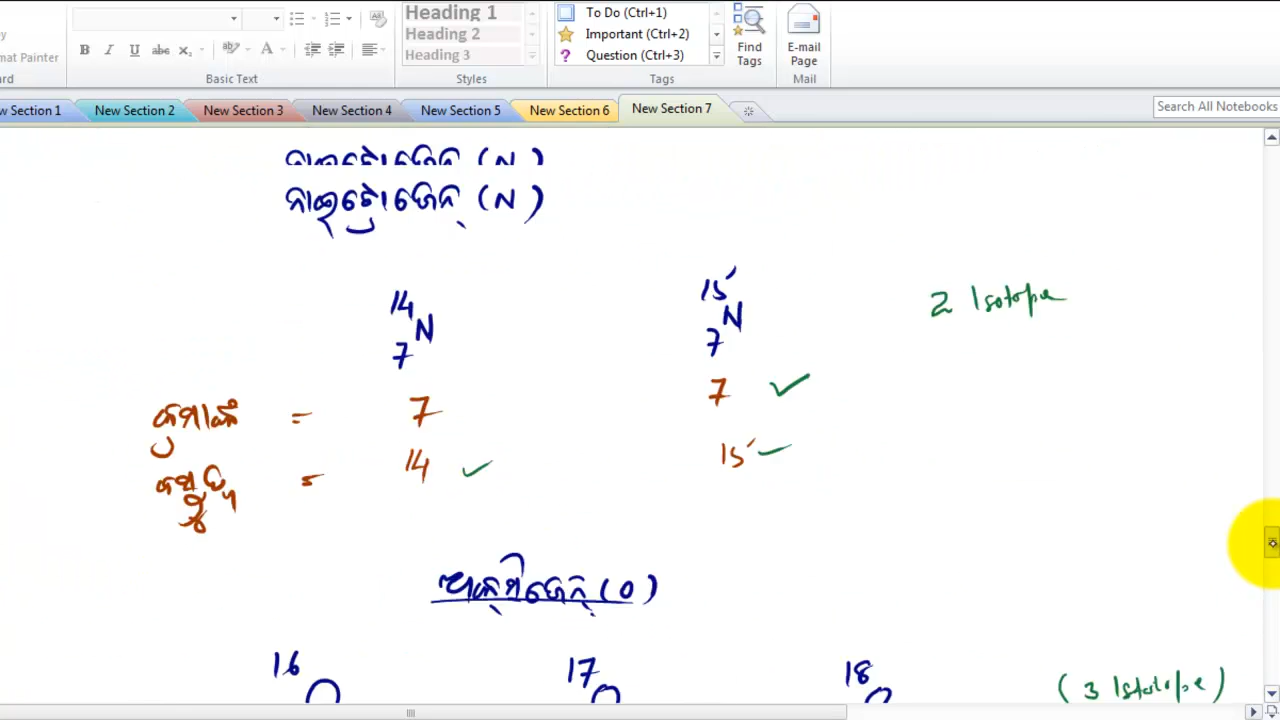 Heading 1
Heading 2
Heading 3
To Do (Ctrl+1)
Important (Ctrl+2)
Question (Ctrl+3)
Find Tags
E-mail Page
mat Painter
B I U abc
Basic Text
Styles
Tags
Mail
New Section 1 New Section 2 New Section 3 New Section 4 New Section 5 New Section 6 New Section 7
Search All Notebooks
ନାଇଟ୍ରୋଜେନ୍ (N)
ନାଇଟ୍ରୋଜେନ୍ (N)
14 15
N N 2 Isotope
7 7
= 7 7 ✓
= 14 ✓ 15 ✓
ଅକ୍ସିଜେନ୍ (O)
16 17 18
O O O (3 Istotope)